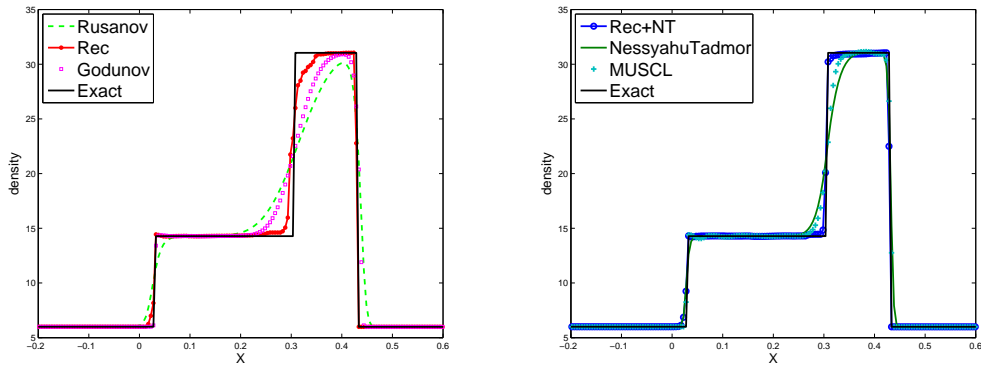 35
30
25
20
15
10
5
density
Rusanov
Rec
Godunov
Exact
−0.2 −0.1 0 0.1 0.2 0.3 0.4 0.5 0.6
X
35
30
25
20
15
10
5
density
Rec+NT
NessyahuTadmor
MUSCL
Exact
−0.2 −0.1 0 0.1 0.2 0.3 0.4 0.5 0.6
X